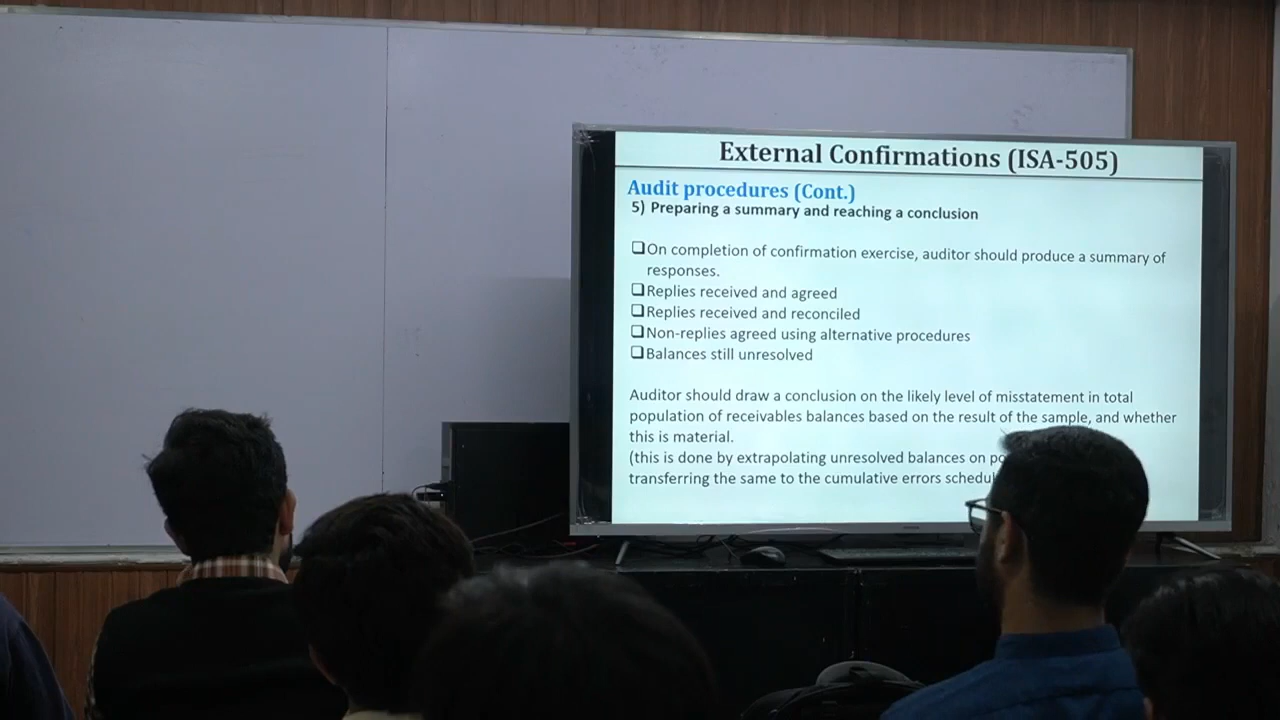 External Confirmations (ISA-505)
Audit procedures (Cont.)
5) Preparing a summary and reaching a conclusion
❑On completion of confirmation exercise, auditor should produce a summary of
responses.
❑Replies received and agreed
❑Replies received and reconciled
❑Non-replies agreed using alternative procedures
❑Balances still unresolved
Auditor should draw a conclusion on the likely level of misstatement in total
population of receivables balances based on the result of the sample, and whether
this is material.
(this is done by extrapolating unresolved balances on
transferring the same to the cumulative errors